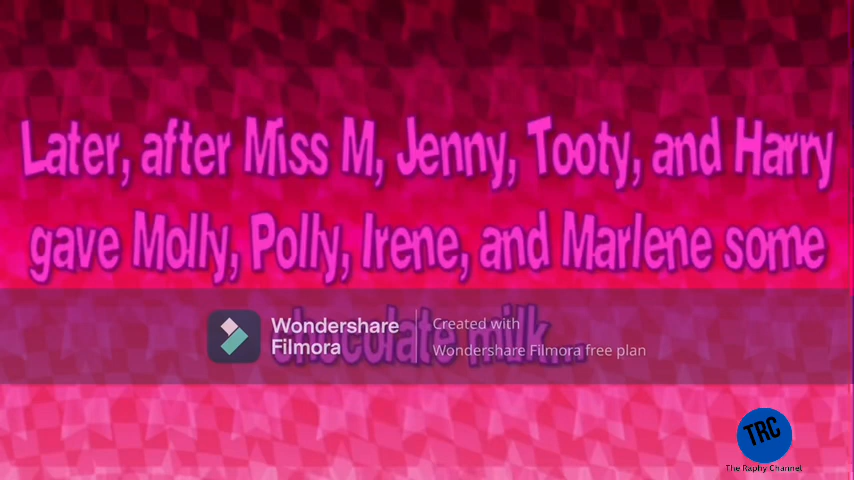 Later, after Miss M, Jenny, Tooty, and Harry
gave Molly, Polly, Irene, and Marlene some
chocolate milk...
Wondershare
Filmora
Created with
Wondershare Filmora free plan
TRC
The Raphy Channel